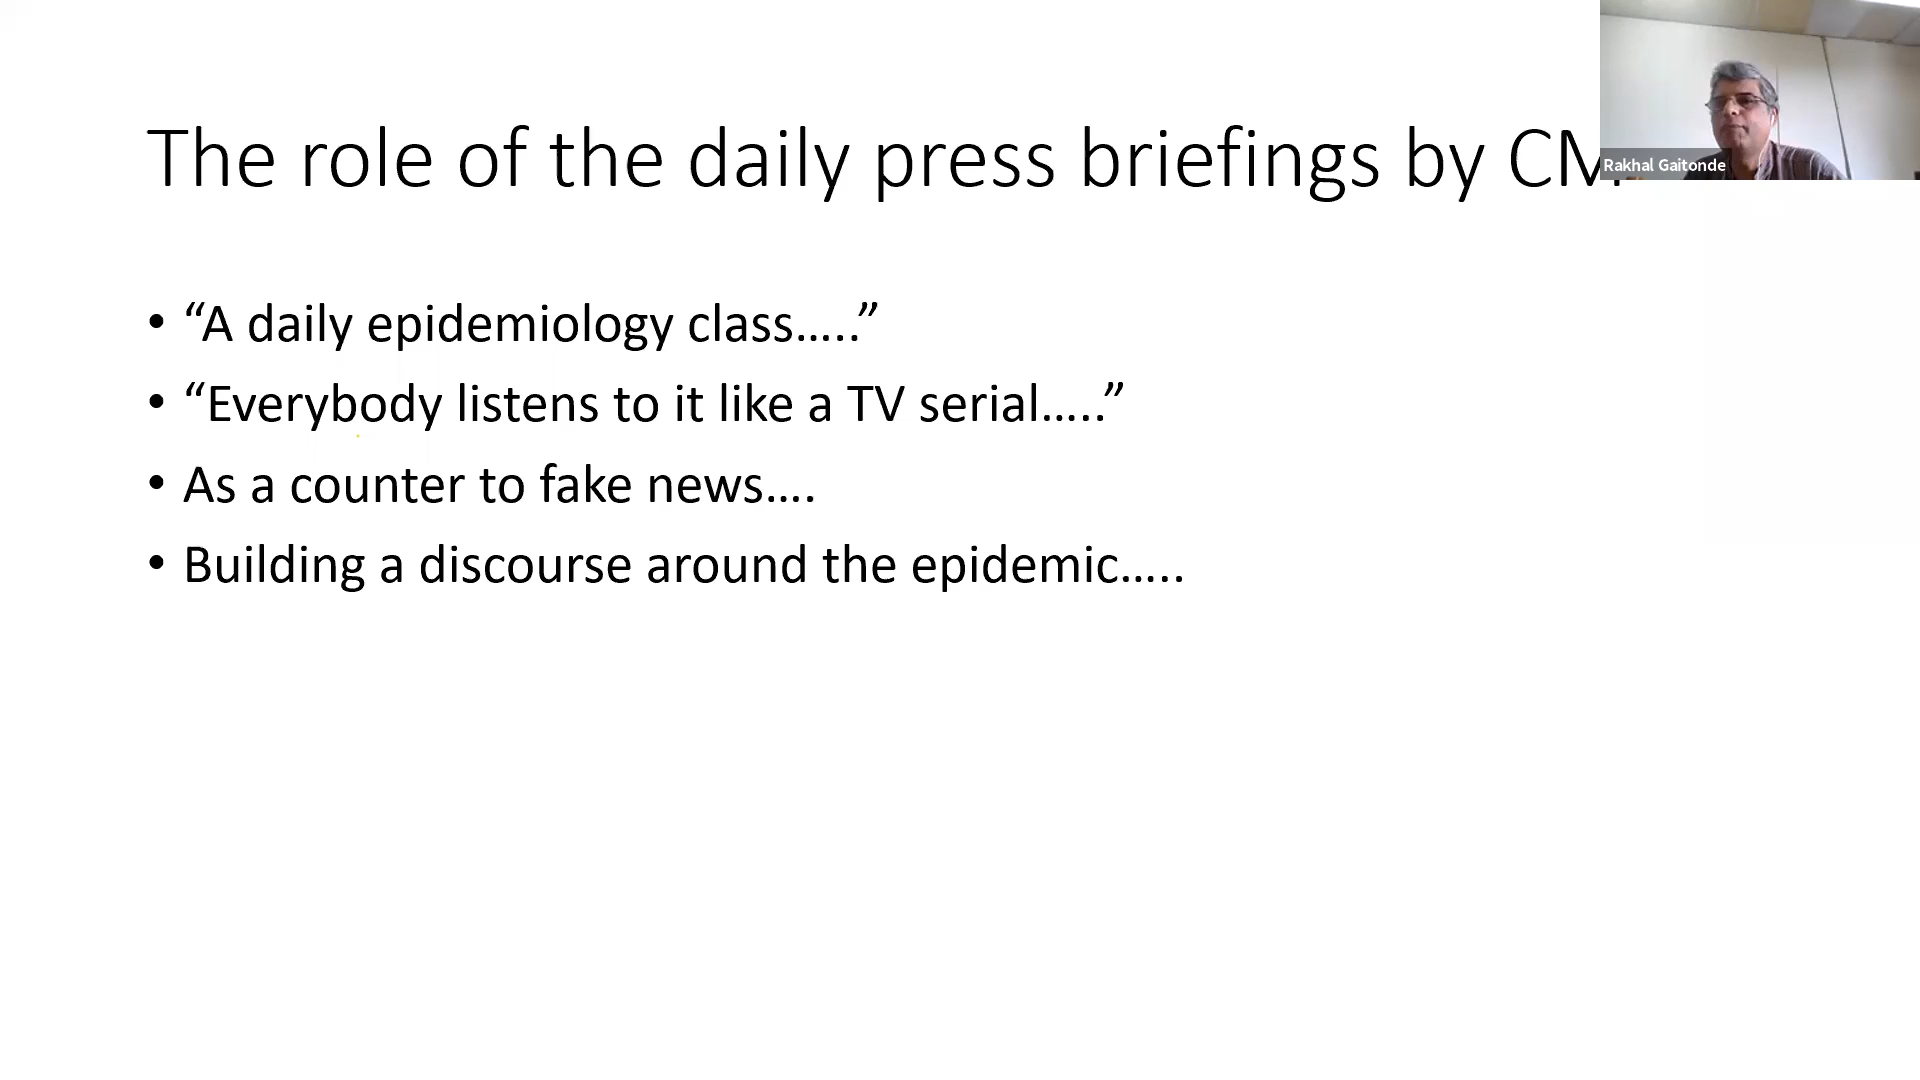 The role of the daily press briefings by CM
Rakhal Gaitonde
• “A daily epidemiology class…..”
• “Everybody listens to it like a TV serial…..”
• As a counter to fake news….
• Building a discourse around the epidemic…..